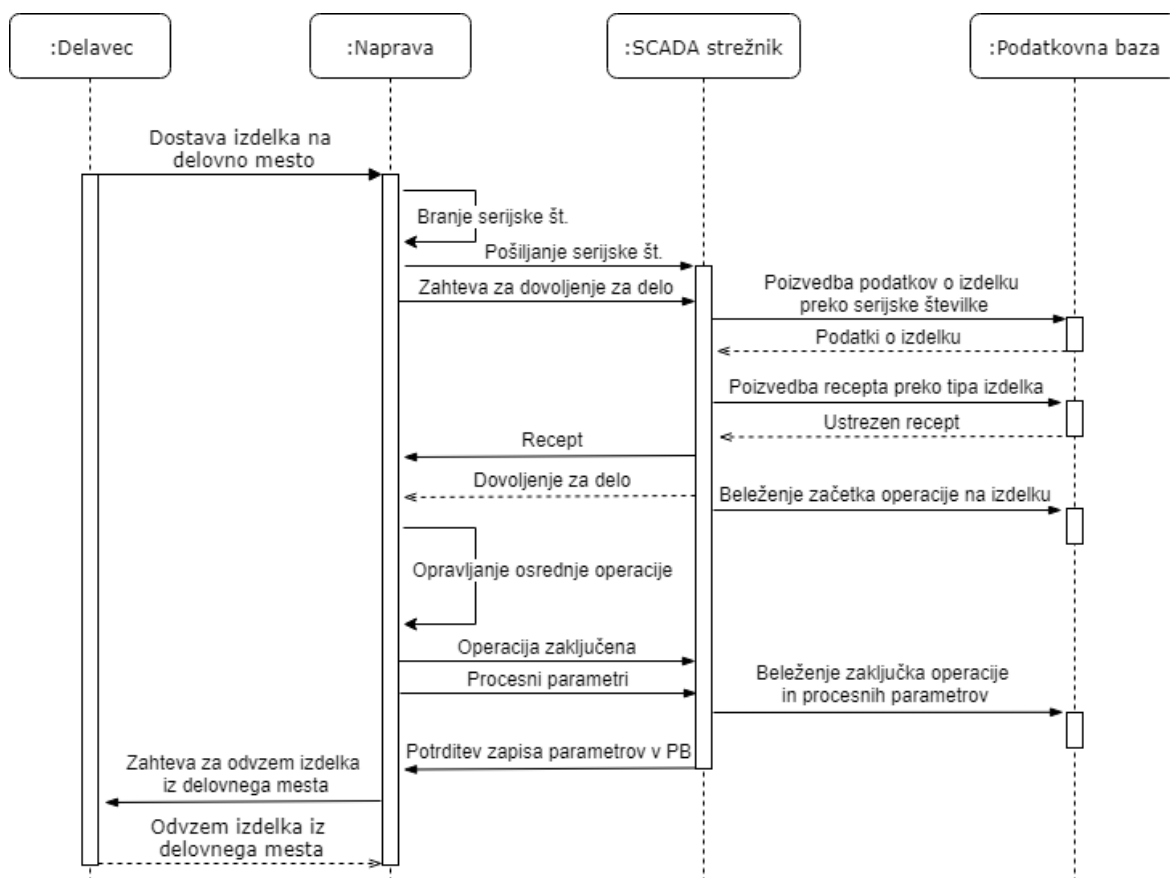 :Delavec
:Naprava
:SCADA strežnik
:Podatkovna baza
Dostava izdelka na
delovno mesto
Branje serijske št.
Pošiljanje serijske št.
Zahteva za dovoljenje za delo
Poizvedba podatkov o izdelku
preko serijske številke
Podatki o izdelku
Poizvedba recepta preko tipa izdelka
Ustrezen recept
Recept
Dovoljenje za delo
Beleženje začetka operacije na izdelku
Opravljanje osrednje operacije
Operacija zaključena
Procesni parametri
Beleženje zaključka operacije
in procesnih parametrov
Potrditev zapisa parametrov v PB
Zahteva za odvzem izdelka
iz delovnega mesta
Odvzem izdelka iz
delovnega mesta